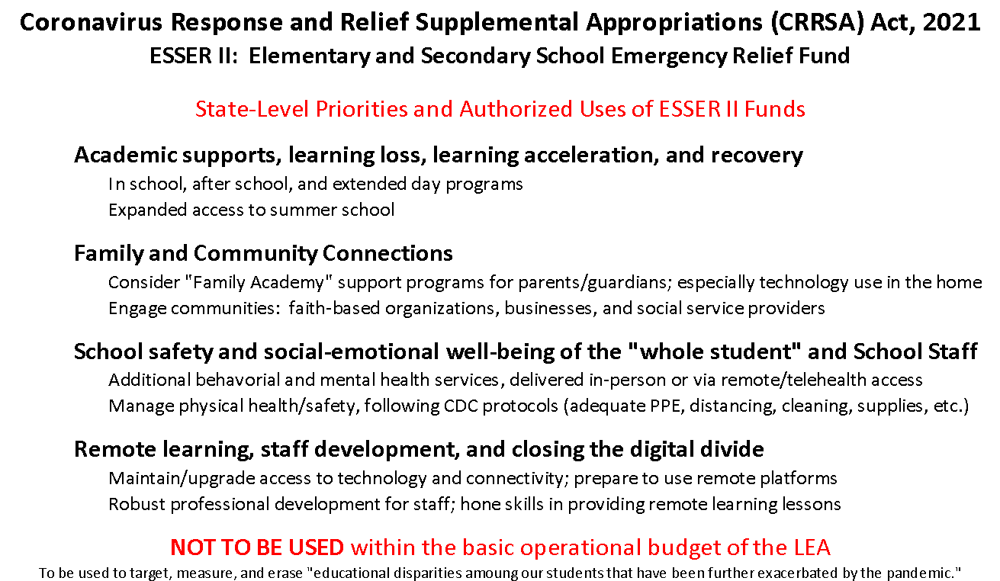 Coronavirus Response and Relief Supplemental Appropriations (CRRSA) Act, 2021
ESSER II:  Elementary and Secondary School Emergency Relief Fund
State-Level Priorities and Authorized Uses of ESSER II Funds
Academic supports, learning loss, learning acceleration, and recovery
In school, after school, and extended day programs
Expanded access to summer school
Family and Community Connections
Consider "Family Academy" support programs for parents/guardians; especially technology use in the home
Engage communities:  faith-based organizations, businesses, and social service providers
School safety and social-emotional well-being of the "whole student" and School Staff
Additional behavorial and mental health services, delivered in-person or via remote/telehealth access
Manage physical health/safety, following CDC protocols (adequate PPE, distancing, cleaning, supplies, etc.)
Remote learning, staff development, and closing the digital divide
Maintain/upgrade access to technology and connectivity; prepare to use remote platforms
Robust professional development for staff; hone skills in providing remote learning lessons
NOT TO BE USED within the basic operational budget of the LEA
To be used to target, measure, and erase "educational disparities amoung our students that have been further exacerbated by the pandemic."